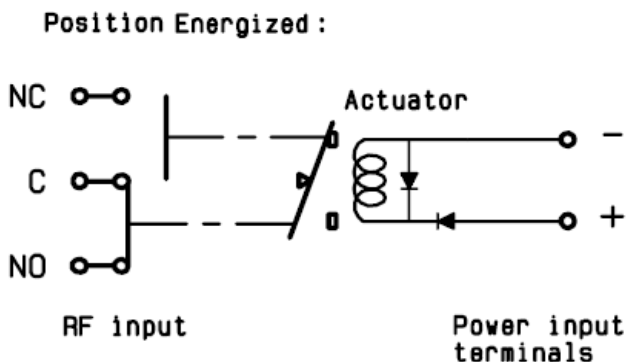 Position Energized :
Actuator
NC
-
C
+
NO
RF input
Power input
terminals